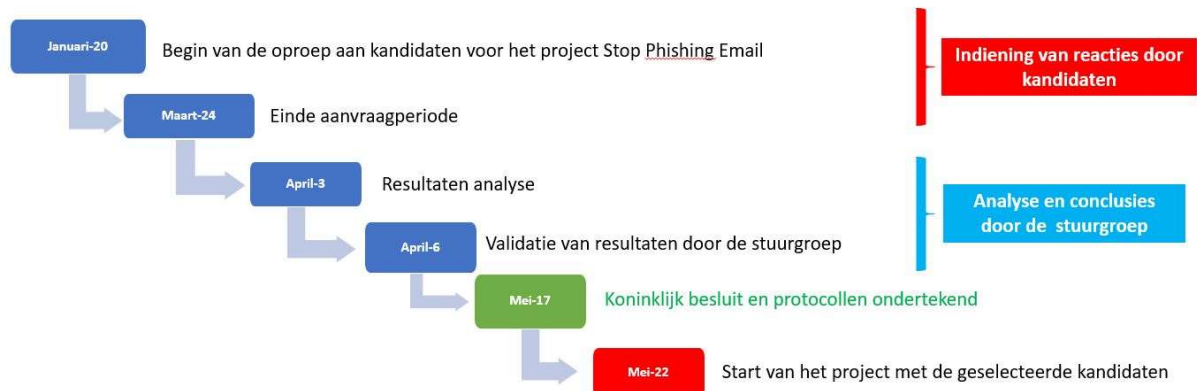 Januari-20
Begin van de oproep aan kandidaten voor het project Stop Phishing Email
Indiening van reacties door
kandidaten
Maart-24
Einde aanvraagperiode
April-3
Resultaten analyse
Analyse en conclusies
door de stuurgroep
April-6
Validatie van resultaten door de stuurgroep
Mei-17
Koninklijk besluit en protocollen ondertekend
Mei-22
Start van het project met de geselecteerde kandidaten